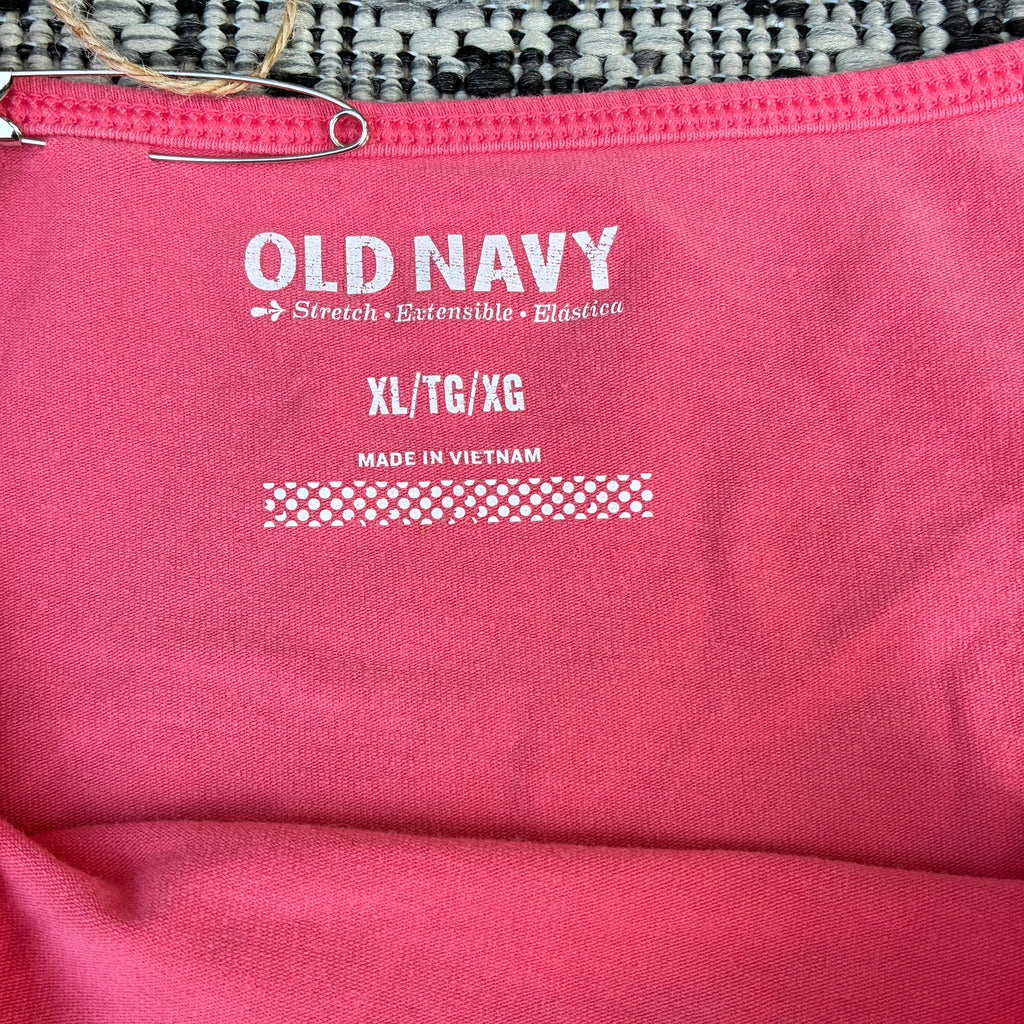 OLD NAVY
Stretch • Extensible • Elástica
XL/TG/XG
MADE IN VIETNAM